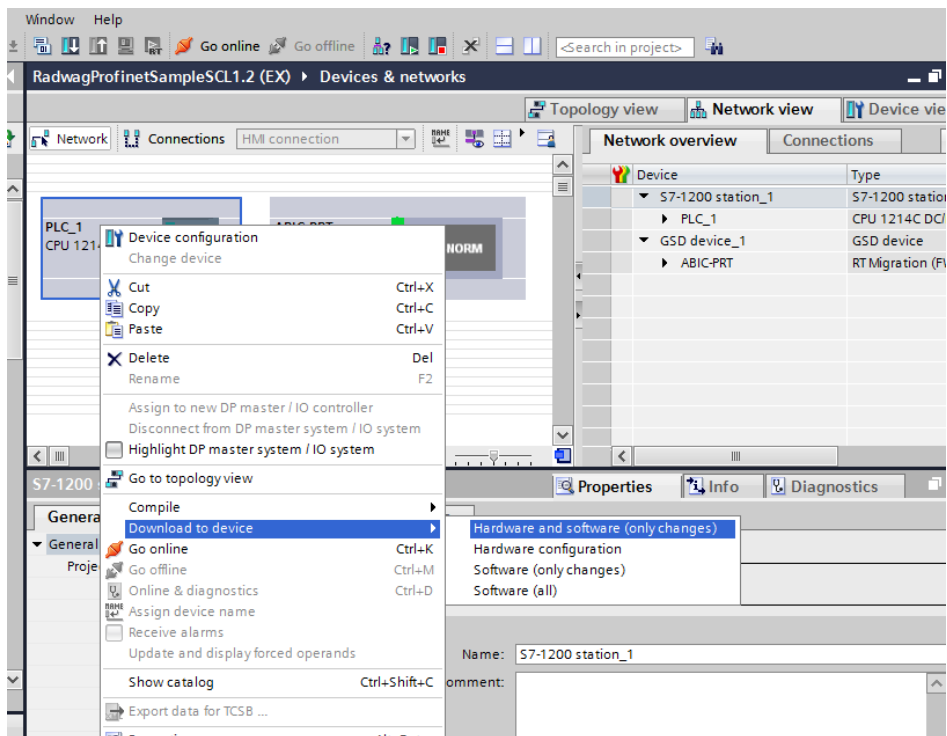 Window Help
Go online Go offline <Search in project>
RadwagProfinetSampleSCL1.2 (EX) Devices & networks
Topology view Network view Device vie
Network Connections HMI connection
Network overview Connections
Device Type
S7-1200 station_1 S7-1200 station
PLC_1 CPU 1214C DC/
GSD device_1 GSD device
ABIC-PRT RT Migration (FW
PLC_1 ABIC-PRT
CPU 121 NORM
Device configuration
Change device
Cut Ctrl+X
Copy Ctrl+C
Paste Ctrl+V
Delete Del
Rename F2
Assign to new DP master / IO controller
Disconnect from DP master system / IO system
Highlight DP master system / IO system
Go to topology view
Compile
Download to device
Go online Ctrl+K
Go offline Ctrl+M
Online & diagnostics Ctrl+D
Assign device name
Receive alarms
Update and display forced operands
Show catalog Ctrl+Shift+C
Export data for TCSB ...
Hardware and software (only changes)
Hardware configuration
Software (only changes)
Software (all)
S7-1200 Properties Info Diagnostics
Genera
General
Proje
Name: S7-1200 station_1
omment: